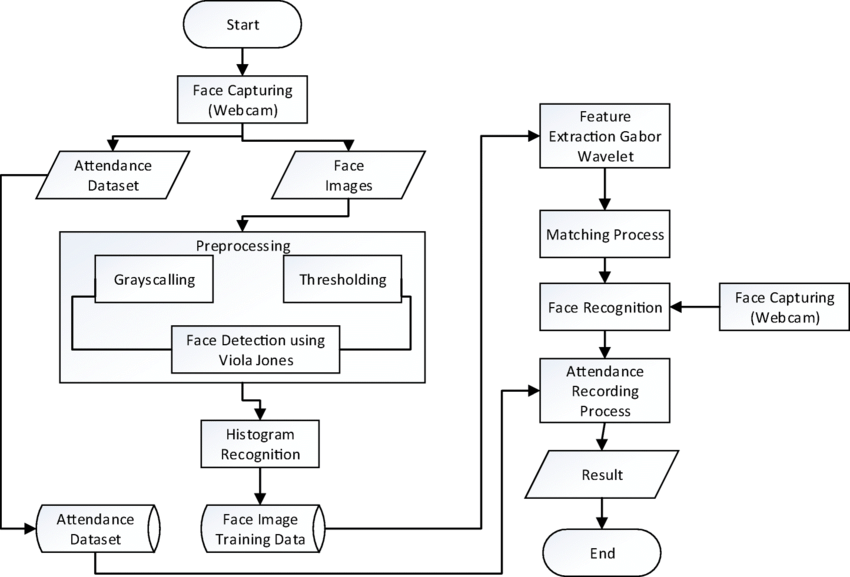 Start
Face Capturing
(Webcam)
Attendance
Dataset
Face
Images
Preprocessing
Grayscalling
Thresholding
Face Detection using
Viola Jones
Histogram
Recognition
Attendance
Dataset
Face Image
Training Data
Feature
Extraction Gabor
Wavelet
Matching Process
Face Recognition
Face Capturing
(Webcam)
Attendance
Recording
Process
Result
End